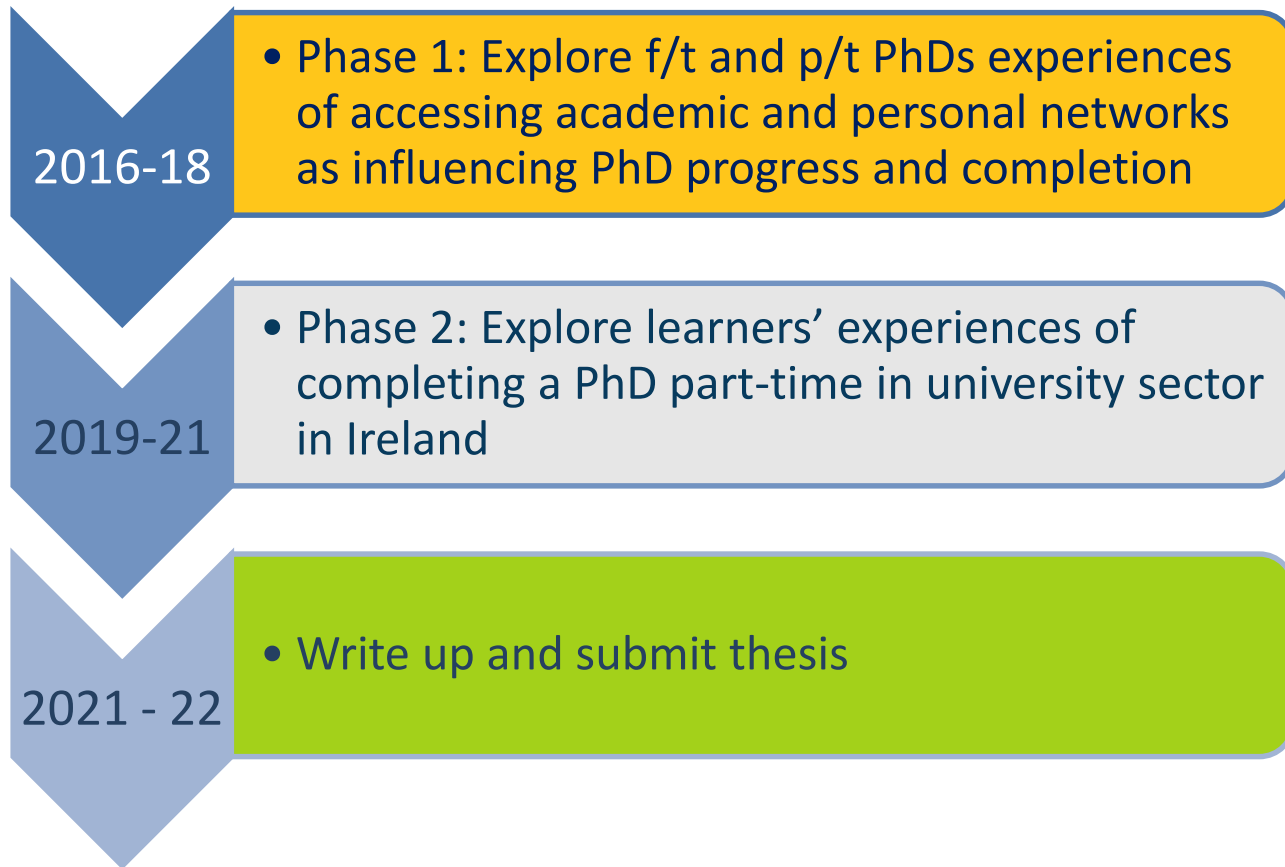 2016-18
• Phase 1: Explore f/t and p/t PhDs experiences
of accessing academic and personal networks
as influencing PhD progress and completion
2019-21
• Phase 2: Explore learners’ experiences of
completing a PhD part-time in university sector
in Ireland
2021 - 22
• Write up and submit thesis